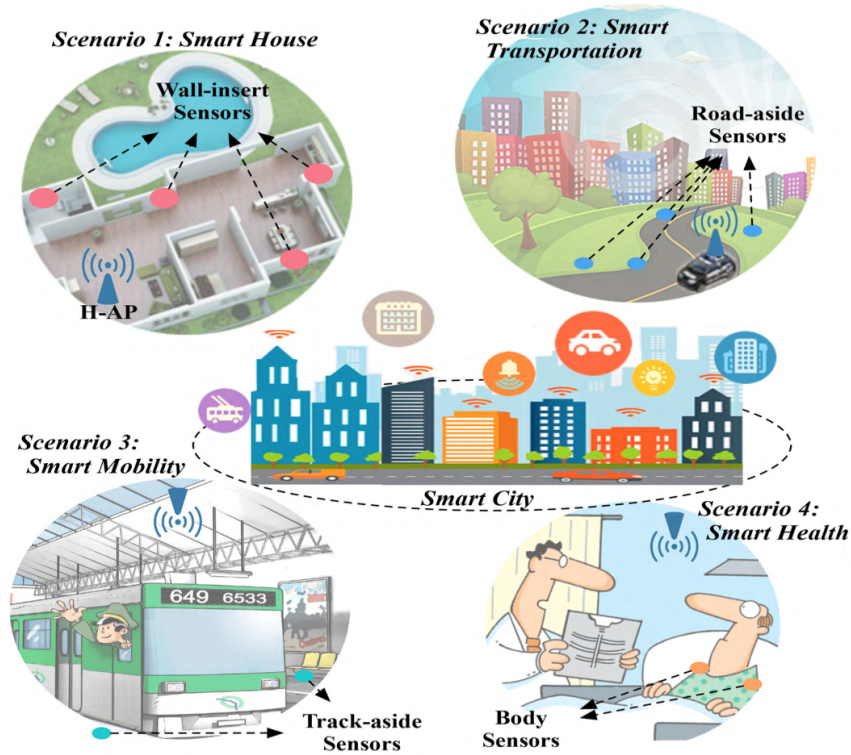 Scenario 1: Smart House
Wall-insert
Sensors
H-AP
Scenario 2: Smart
Transportation
Road-aside
Sensors
Smart City
Scenario 3:
Smart Mobility
649 6533
Track-aside
Sensors
Scenario 4:
Smart Health
Body
Sensors